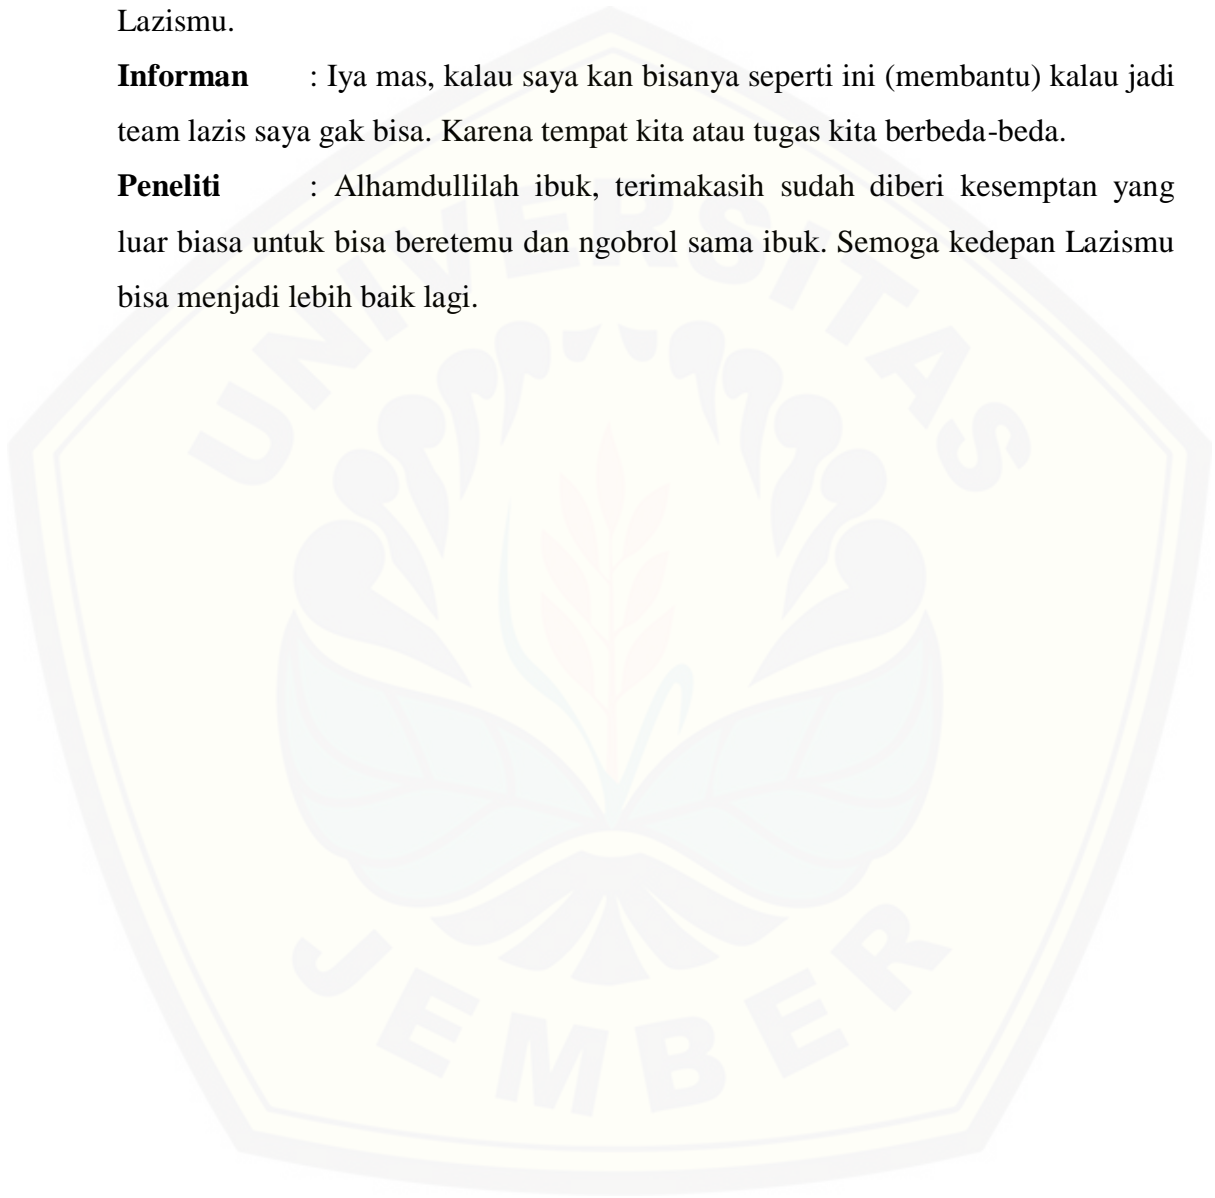 Lazismu.
Informan : Iya mas, kalau saya kan bisanya seperti ini (membantu) kalau jadi
team lazis saya gak bisa. Karena tempat kita atau tugas kita berbeda-beda.
Peneliti : Alhamdullilah ibuk, terimakasih sudah diberi kesemptan yang
luar biasa untuk bisa beretemu dan ngobrol sama ibuk. Semoga kedepan Lazismu
bisa menjadi lebih baik lagi.
UNIVERSITAS
JEMBER